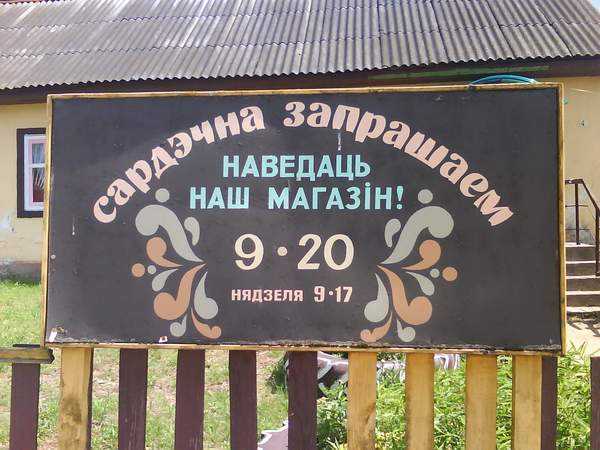 сардэчна запрашаем
НАВЕДАЦЬ
НАШ МАГАЗіН!
9·20
НЯДЗЕЛЯ 9·17